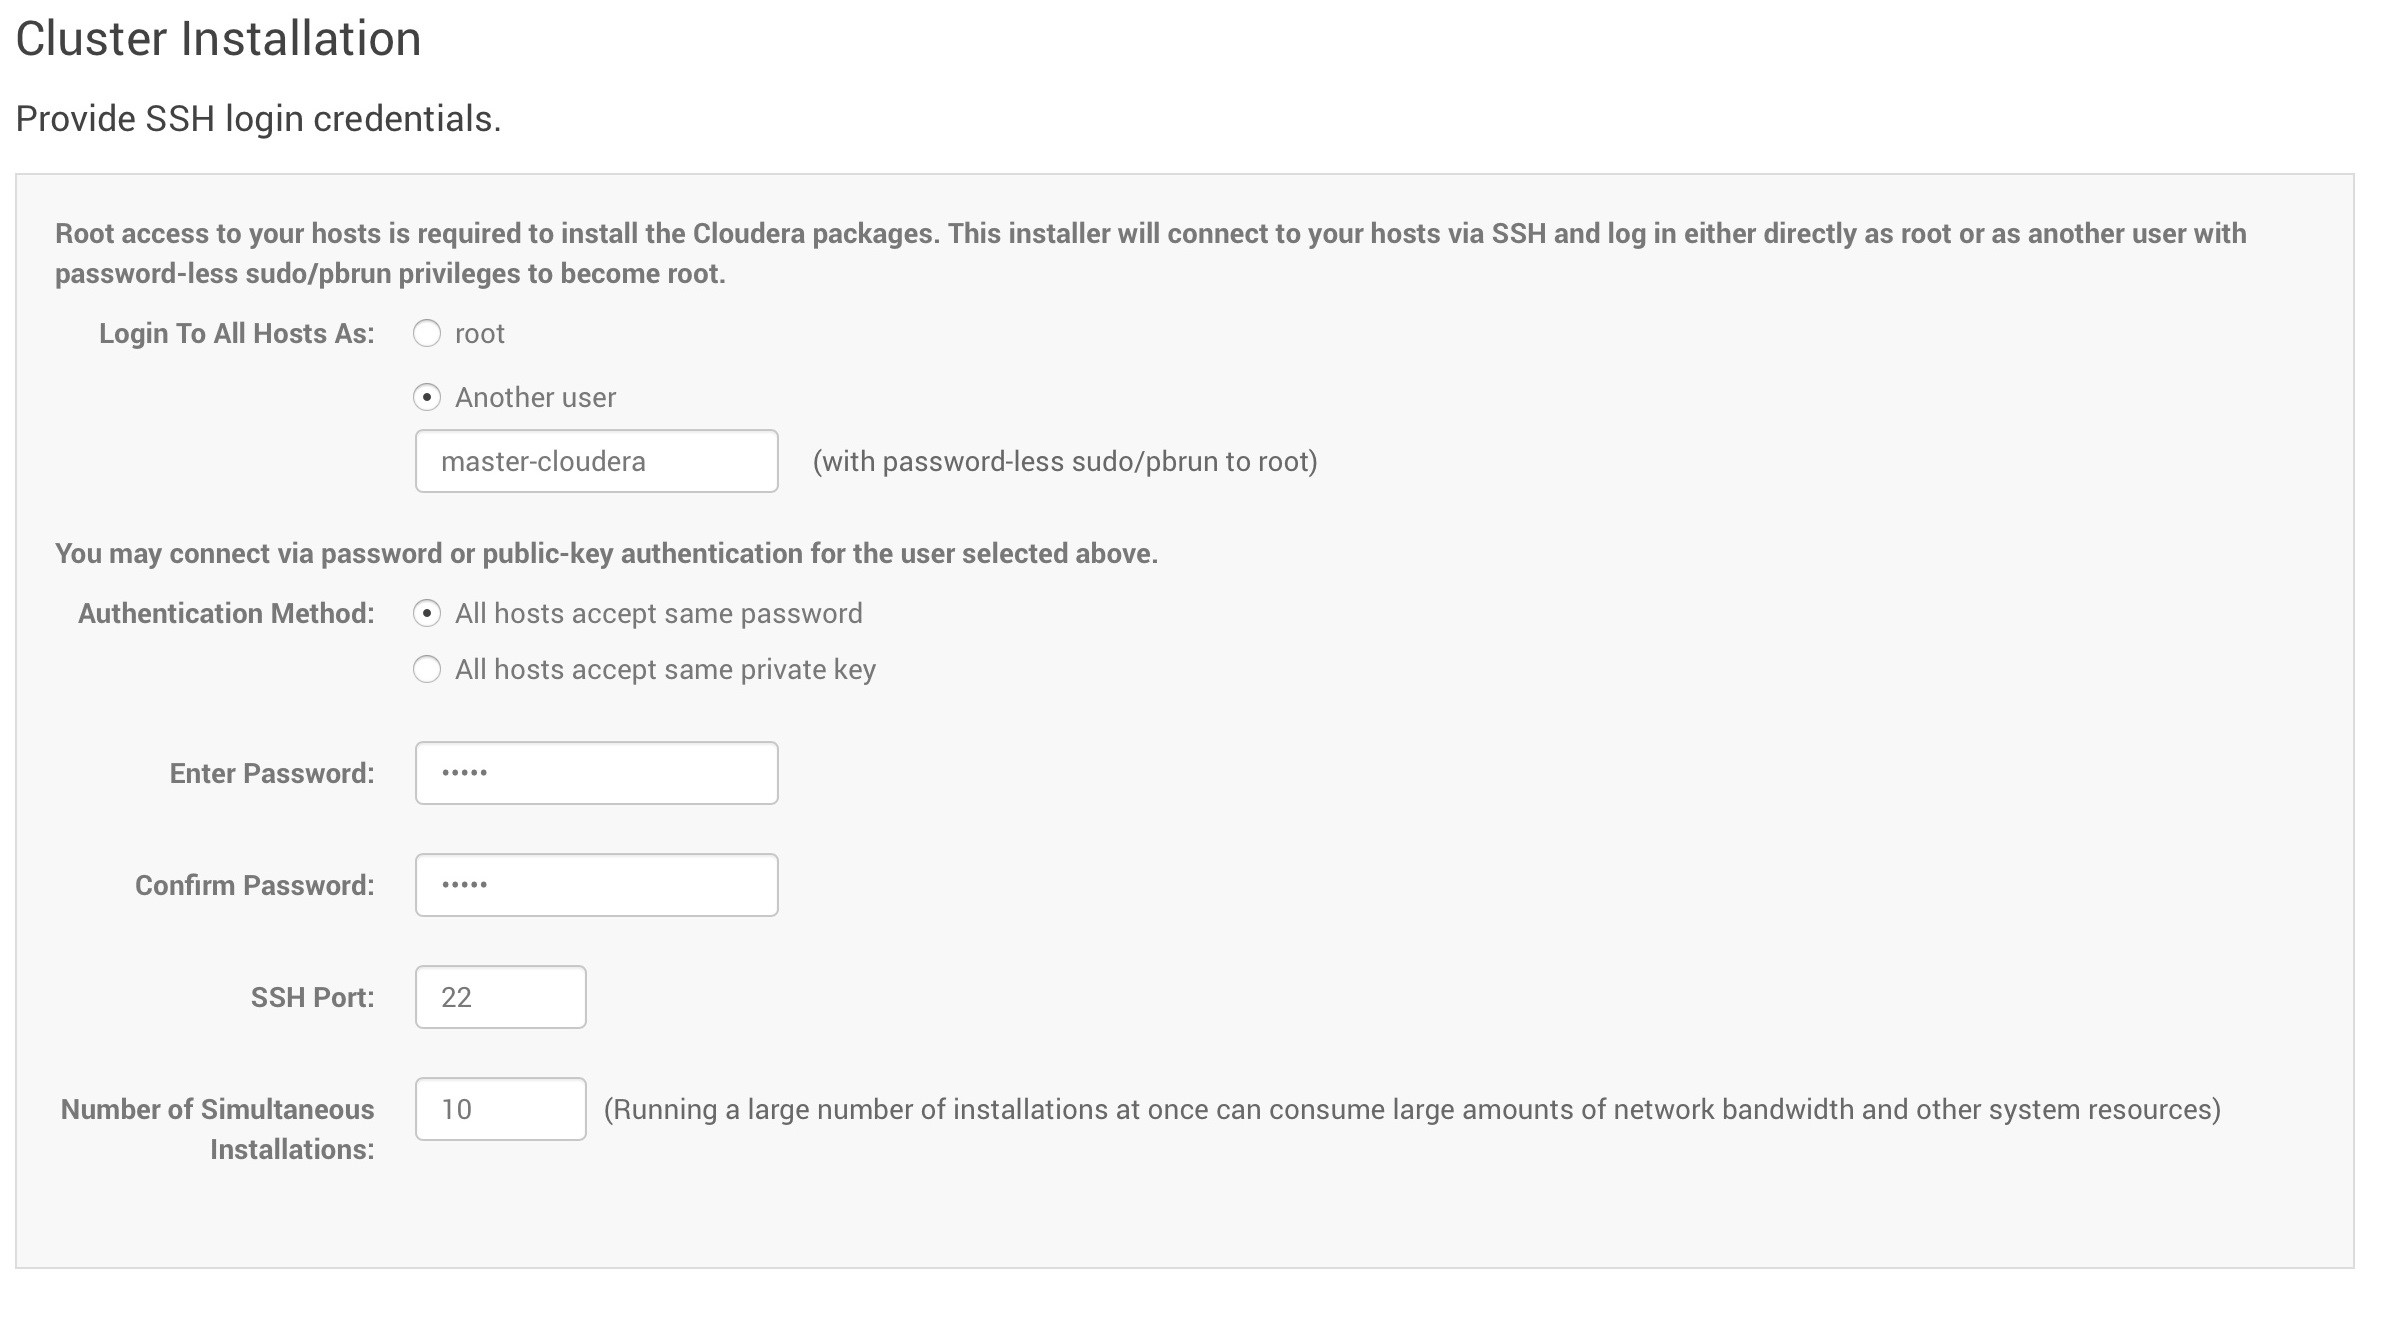 Cluster Installation
Provide SSH login credentials.
Root access to your hosts is required to install the Cloudera packages. This installer will connect to your hosts via SSH and log in either directly as root or as another user with
password-less sudo/pbrun privileges to become root.
Login To All Hosts As: root
Another user
master-cloudera (with password-less sudo/pbrun to root)
You may connect via password or public-key authentication for the user selected above.
Authentication Method: All hosts accept same password
All hosts accept same private key
Enter Password: •••••
Confirm Password: •••••
SSH Port: 22
Number of Simultaneous 10 (Running a large number of installations at once can consume large amounts of network bandwidth and other system resources)
Installations: